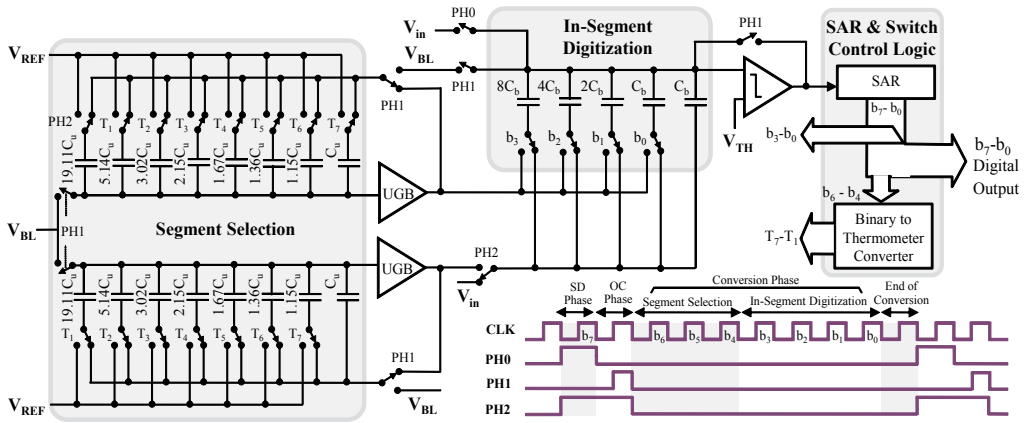 PH0
V_in
V_BL
PH1
In-Segment
Digitization
PH1
SAR & Switch
Control Logic
V_REF
PH2 T_1 T_2 T_3 T_4 T_5 T_6 T_7
PH1
8C_b 4C_b 2C_b C_b C_b
b_3 b_2 b_1 b_0
V_TH
SAR
b_7- b_0
b_3-b_0
b_7-b_0
Digital
Output
b_6 - b_4
Binary to
Thermometer
Converter
T_7-T_1
19.11C_u 5.14C_u 3.02C_u 2.15C_u 1.67C_u 1.36C_u 1.15C_u C_u
UGB
V_BL
PH1
Segment Selection
UGB
PH2
V_in
19.11C_u 5.14C_u 3.02C_u 2.15C_u 1.67C_u 1.36C_u 1.15C_u C_u
T_1 T_2 T_3 T_4 T_5 T_6 T_7
PH1
V_BL
V_REF
Conversion Phase
SD
Phase
OC
Phase
Segment Selection
In-Segment Digitization
End of
Conversion
CLK b_7 b_6 b_5 b_4 b_3 b_2 b_1 b_0
PH0
PH1
PH2